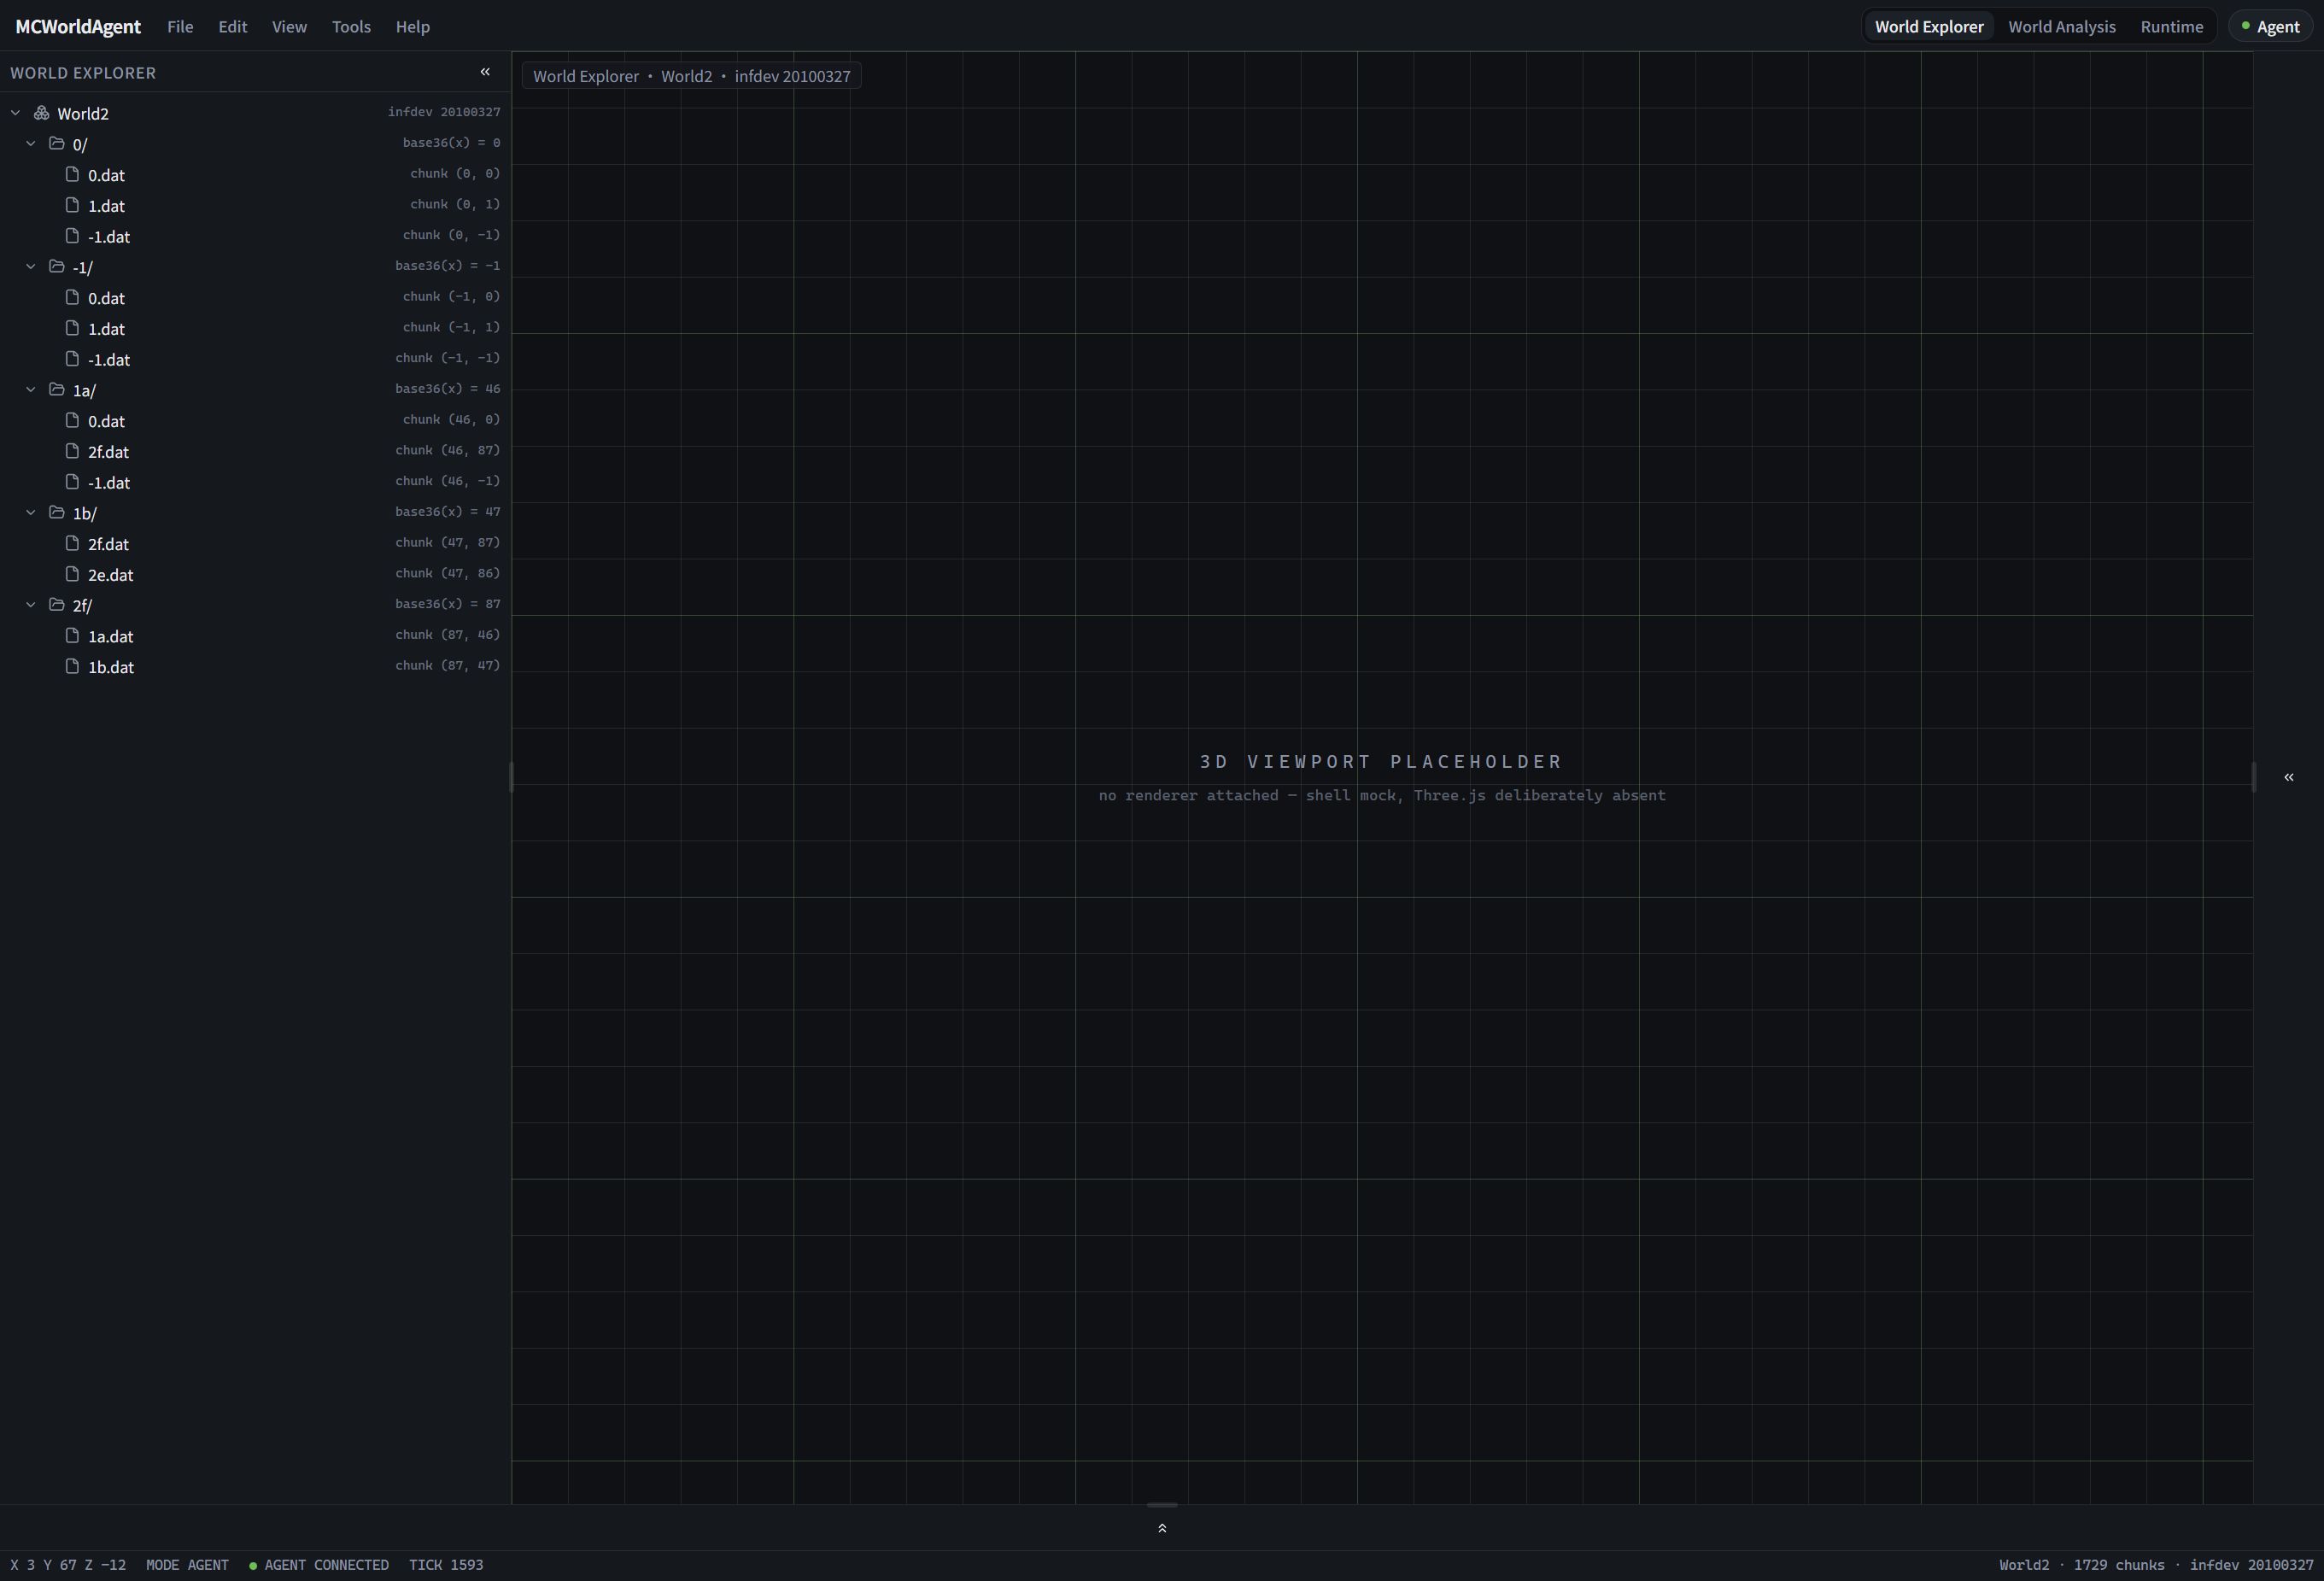 MCWorldAgent File Edit View Tools Help World Explorer World Analysis Runtime Agent
WORLD EXPLORER «
World Explorer • World2 • infdev 20100327
World2 infdev 20100327
0/ base36(x) = 0
0.dat chunk (0, 0)
1.dat chunk (0, 1)
-1.dat chunk (0, −1)
-1/ base36(x) = −1
0.dat chunk (−1, 0)
1.dat chunk (−1, 1)
-1.dat chunk (−1, −1)
1a/ base36(x) = 46
0.dat chunk (46, 0)
2f.dat chunk (46, 87)
-1.dat chunk (46, −1)
1b/ base36(x) = 47
2f.dat chunk (47, 87)
2e.dat chunk (47, 86)
2f/ base36(x) = 87
1a.dat chunk (87, 46)
1b.dat chunk (87, 47)
3D VIEWPORT PLACEHOLDER
no renderer attached — shell mock, Three.js deliberately absent
«
X 3 Y 67 Z −12 MODE AGENT AGENT CONNECTED TICK 1593 World2 · 1729 chunks · infdev 20100327